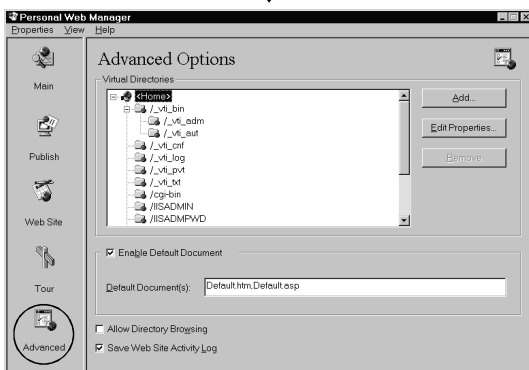 Personal Web Manager
Properties View Help
Main
Publish
Web Site
Tour
Advanced
Advanced Options
Virtual Directories
<Home>
/_vti_bin
/_vti_adm
/_vti_aut
/_vti_cnf
/_vti_log
/_vti_pvt
/_vti_txt
/cgi-bin
/IISADMIN
/IISADMPWD
Add...
Edit Properties...
Remove
Enable Default Document
Default Document(s): Default.htm,Default.asp
Allow Directory Browsing
Save Web Site Activity Log